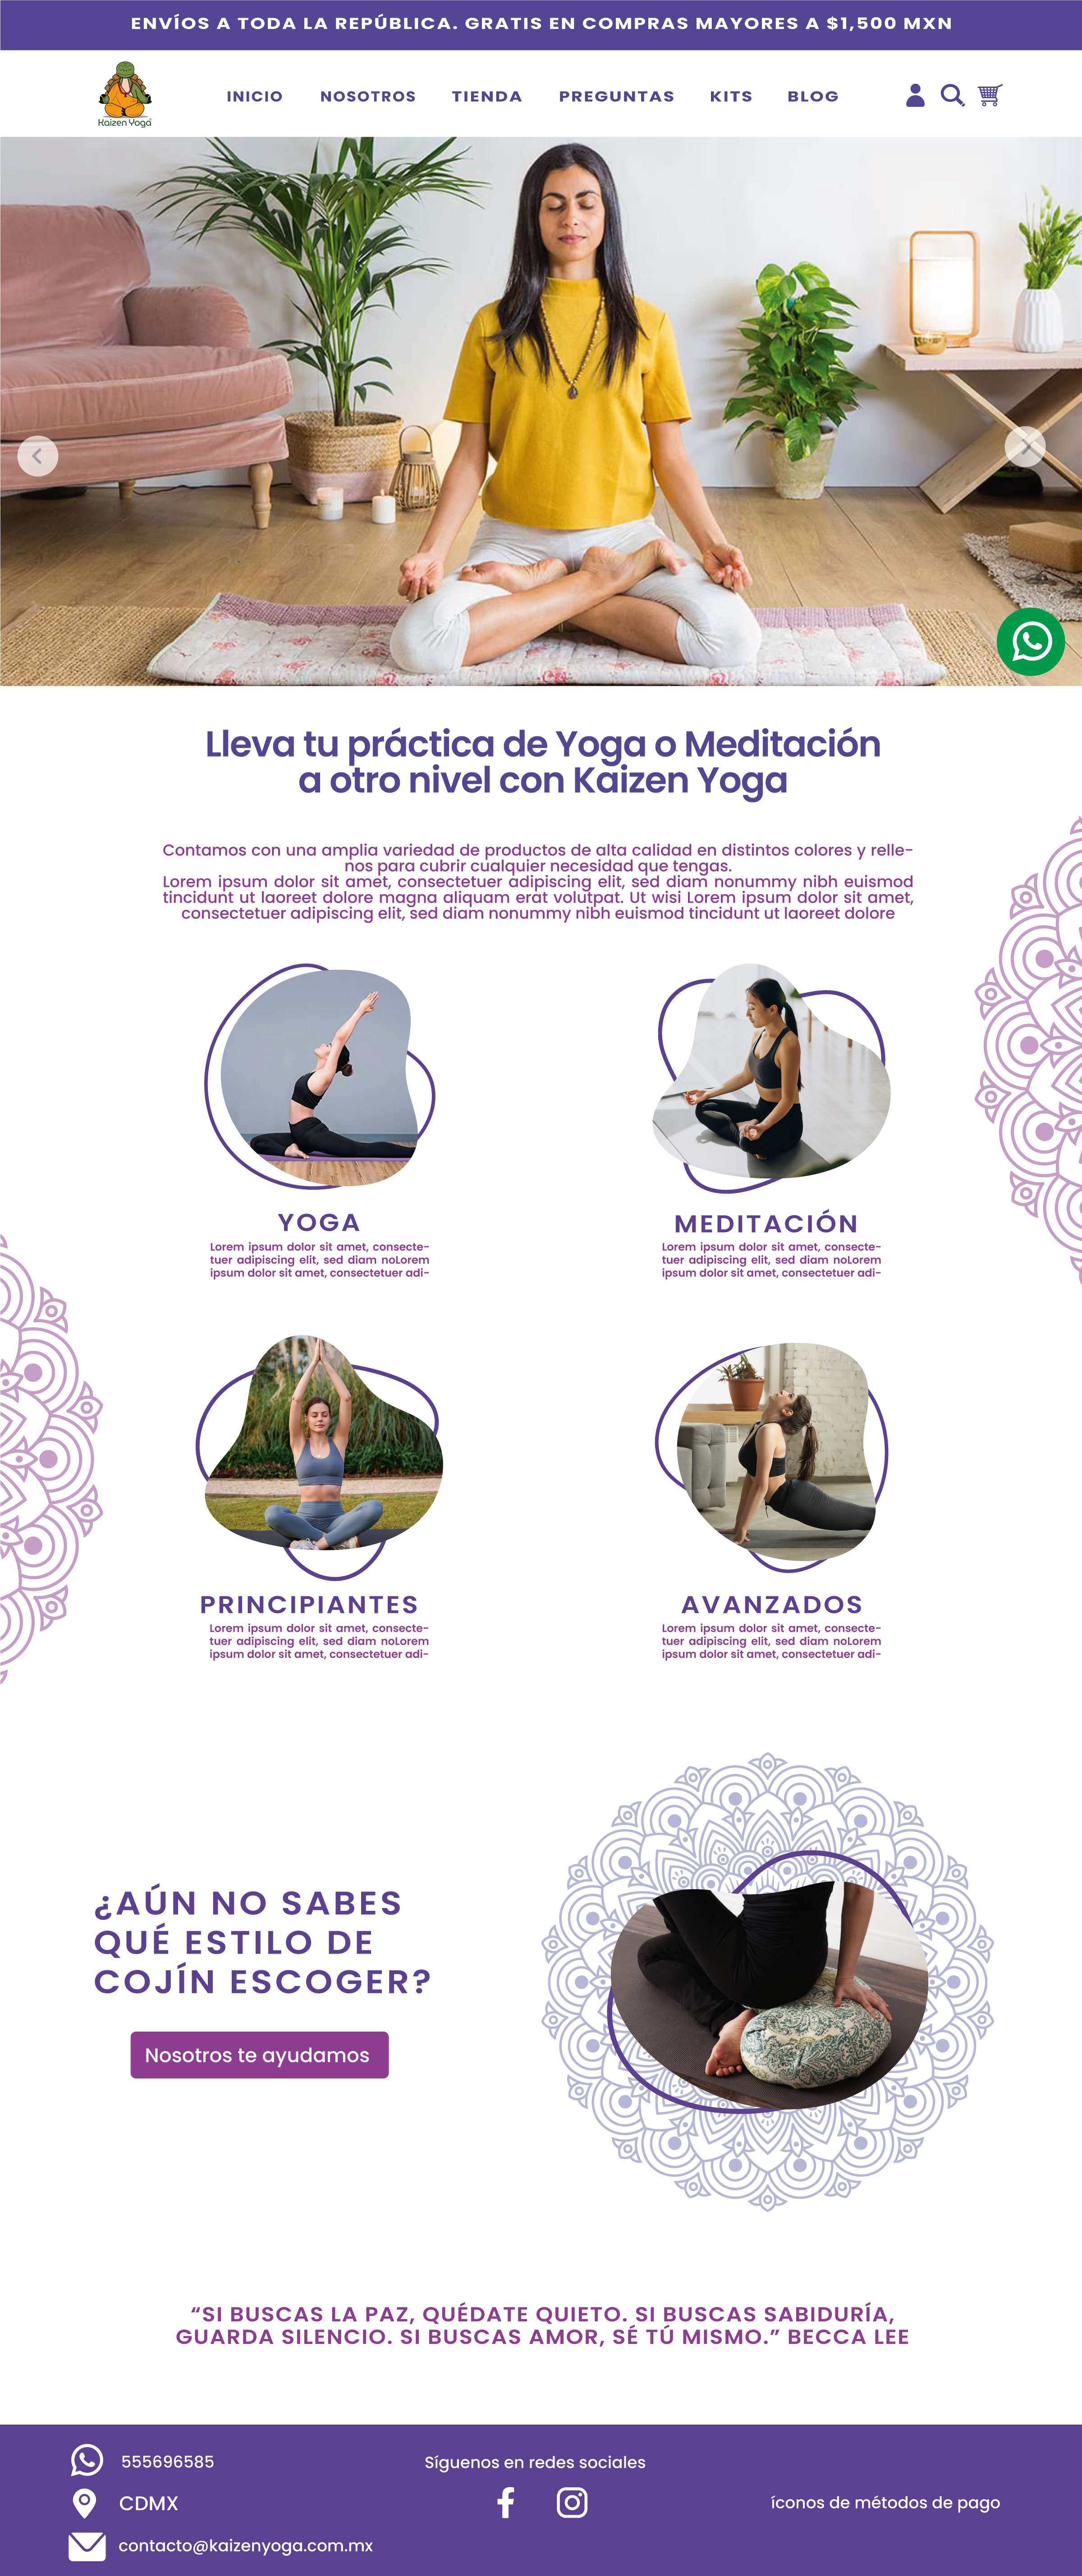 ENVÍOS A TODA LA REPÚBLICA. GRATIS EN COMPRAS MAYORES A $1,500 MXN
Kaizen Yoga
INICIO NOSOTROS TIENDA PREGUNTAS KITS BLOG
Lleva tu práctica de Yoga o Meditación
a otro nivel con Kaizen Yoga
Contamos con una amplia variedad de productos de alta calidad en distintos colores y relle-
nos para cubrir cualquier necesidad que tengas.
Lorem ipsum dolor sit amet, consectetuer adipiscing elit, sed diam nonummy nibh euismod
tincidunt ut laoreet dolore magna aliquam erat volutpat. Ut wisi Lorem ipsum dolor sit amet,
consectetuer adipiscing elit, sed diam nonummy nibh euismod tincidunt ut laoreet dolore
YOGA
Lorem ipsum dolor sit amet, consecte-
tuer adipiscing elit, sed diam noLorem
ipsum dolor sit amet, consectetuer adi-
MEDITACIÓN
Lorem ipsum dolor sit amet, consecte-
tuer adipiscing elit, sed diam noLorem
ipsum dolor sit amet, consectetuer adi-
PRINCIPIANTES
Lorem ipsum dolor sit amet, consecte-
tuer adipiscing elit, sed diam noLorem
ipsum dolor sit amet, consectetuer adi-
AVANZADOS
Lorem ipsum dolor sit amet, consecte-
tuer adipiscing elit, sed diam noLorem
ipsum dolor sit amet, consectetuer adi-
¿AÚN NO SABES
QUÉ ESTILO DE
COJÍN ESCOGER?
Nosotros te ayudamos
“SI BUSCAS LA PAZ, QUÉDATE QUIETO. SI BUSCAS SABIDURÍA,
GUARDA SILENCIO. SI BUSCAS AMOR, SÉ TÚ MISMO.” BECCA LEE
555696585
CDMX
contacto@kaizenyoga.com.mx
Síguenos en redes sociales
íconos de métodos de pago